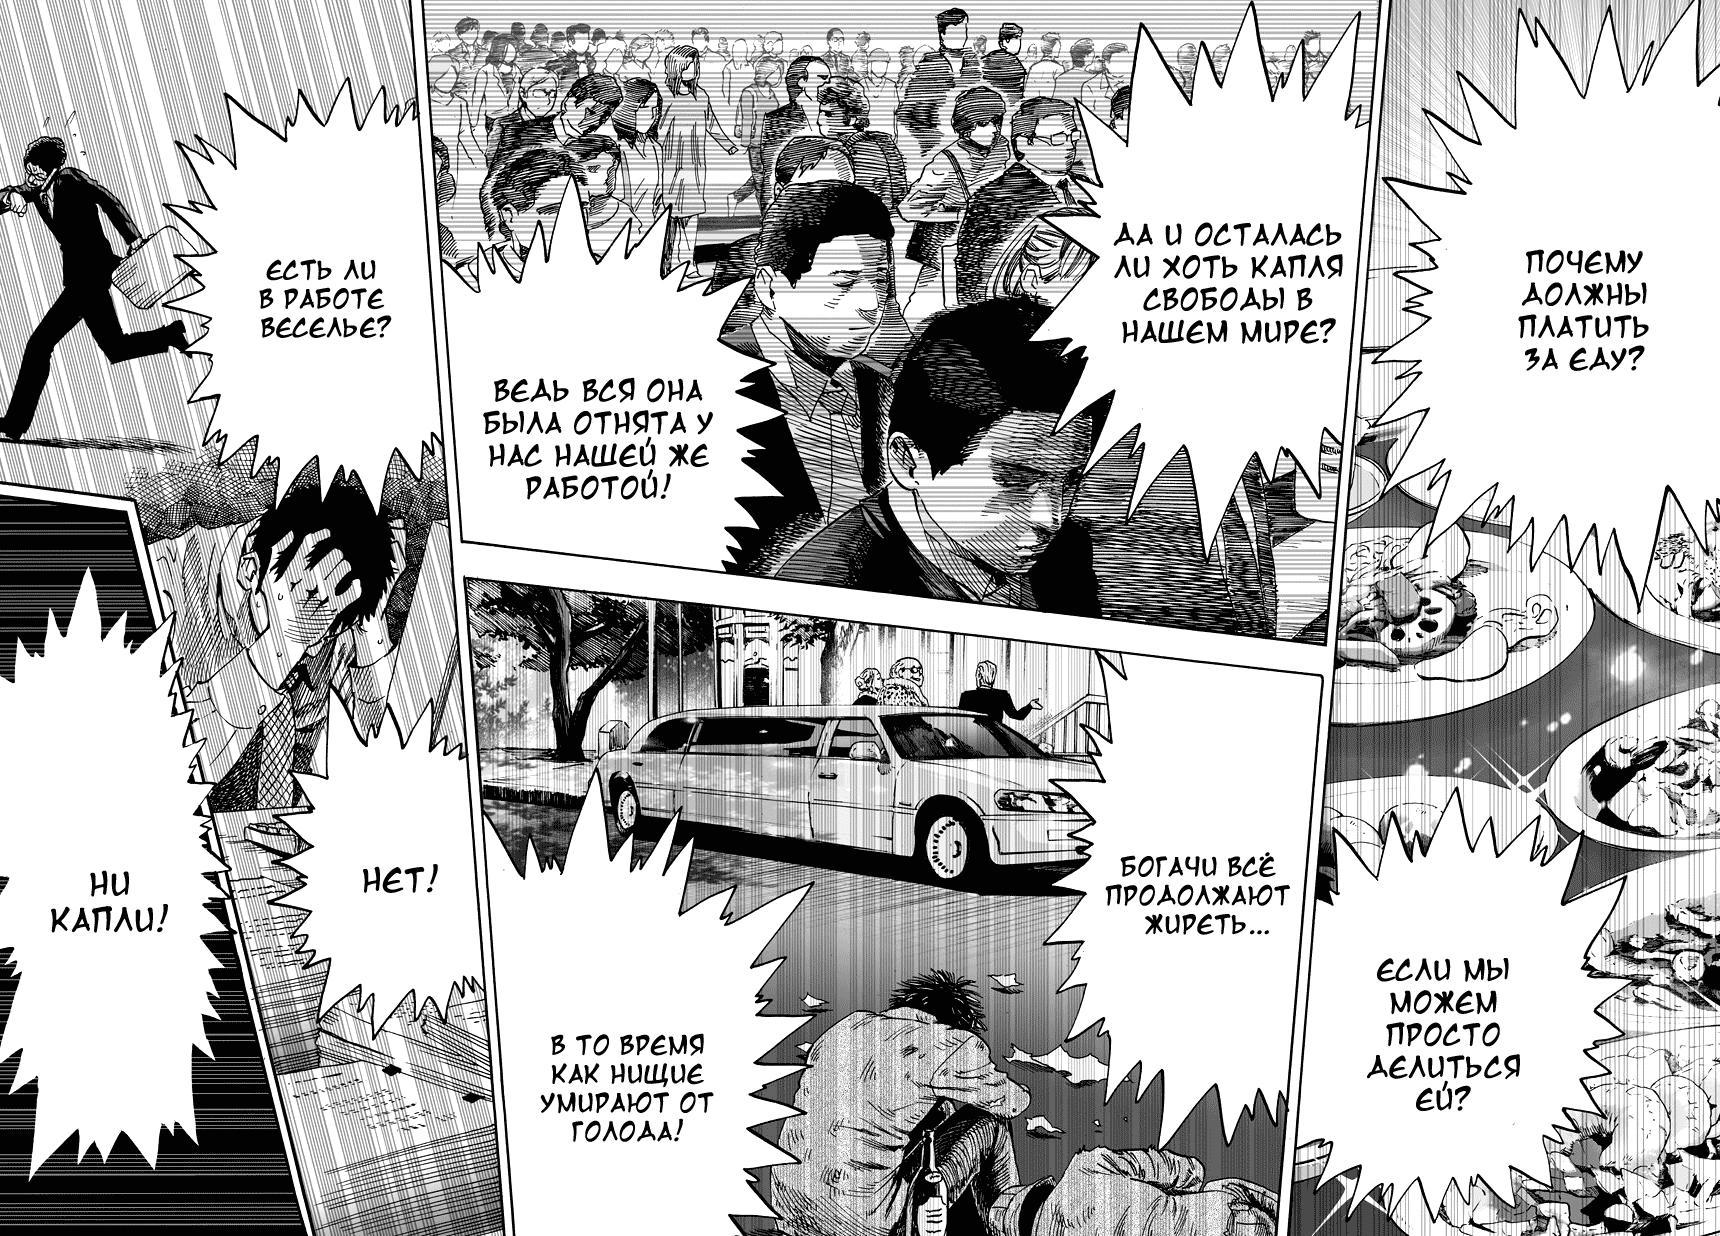 ПОЧЕМУ
ДОЛЖНЫ
ПЛАТИТЬ
ЗА ЕДУ?
ЕСЛИ МЫ
МОЖЕМ
ПРОСТО
ДЕЛИТЬСЯ
ЕЙ?
ДА И ОСТАЛАСЬ
ЛИ ХОТЬ КАПЛЯ
СВОБОДЫ В
НАШЕМ МИРЕ?
ВЕДЬ ВСЯ ОНА
БЫЛА ОТНЯТА У
НАС НАШЕЙ ЖЕ
РАБОТОЙ!
БОГАЧИ ВСЁ
ПРОДОЛЖАЮТ
ЖИРЕТЬ...
В ТО ВРЕМЯ
КАК НИЩИЕ
УМИРАЮТ ОТ
ГОЛОДА!
ЕСТЬ ЛИ
В РАБОТЕ
ВЕСЕЛЬЕ?
НЕТ!
НИ
КАПЛИ!